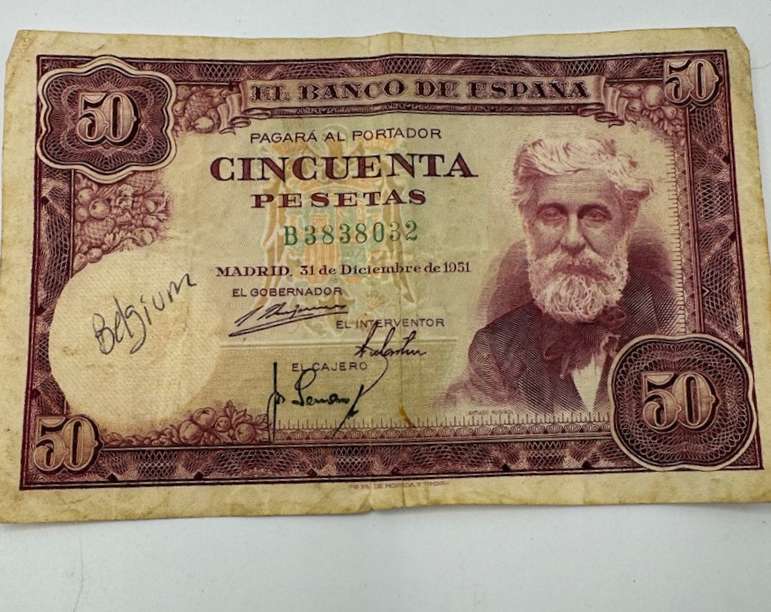 50
EL BANCO DE ESPAÑA
50
PAGARÁ AL PORTADOR
CINCUENTA
PESETAS
B3838032
MADRID, 31 de Diciembre de 1951
EL GOBERNADOR
Belgium
EL INTERVENTOR
EL CAJERO
50
50